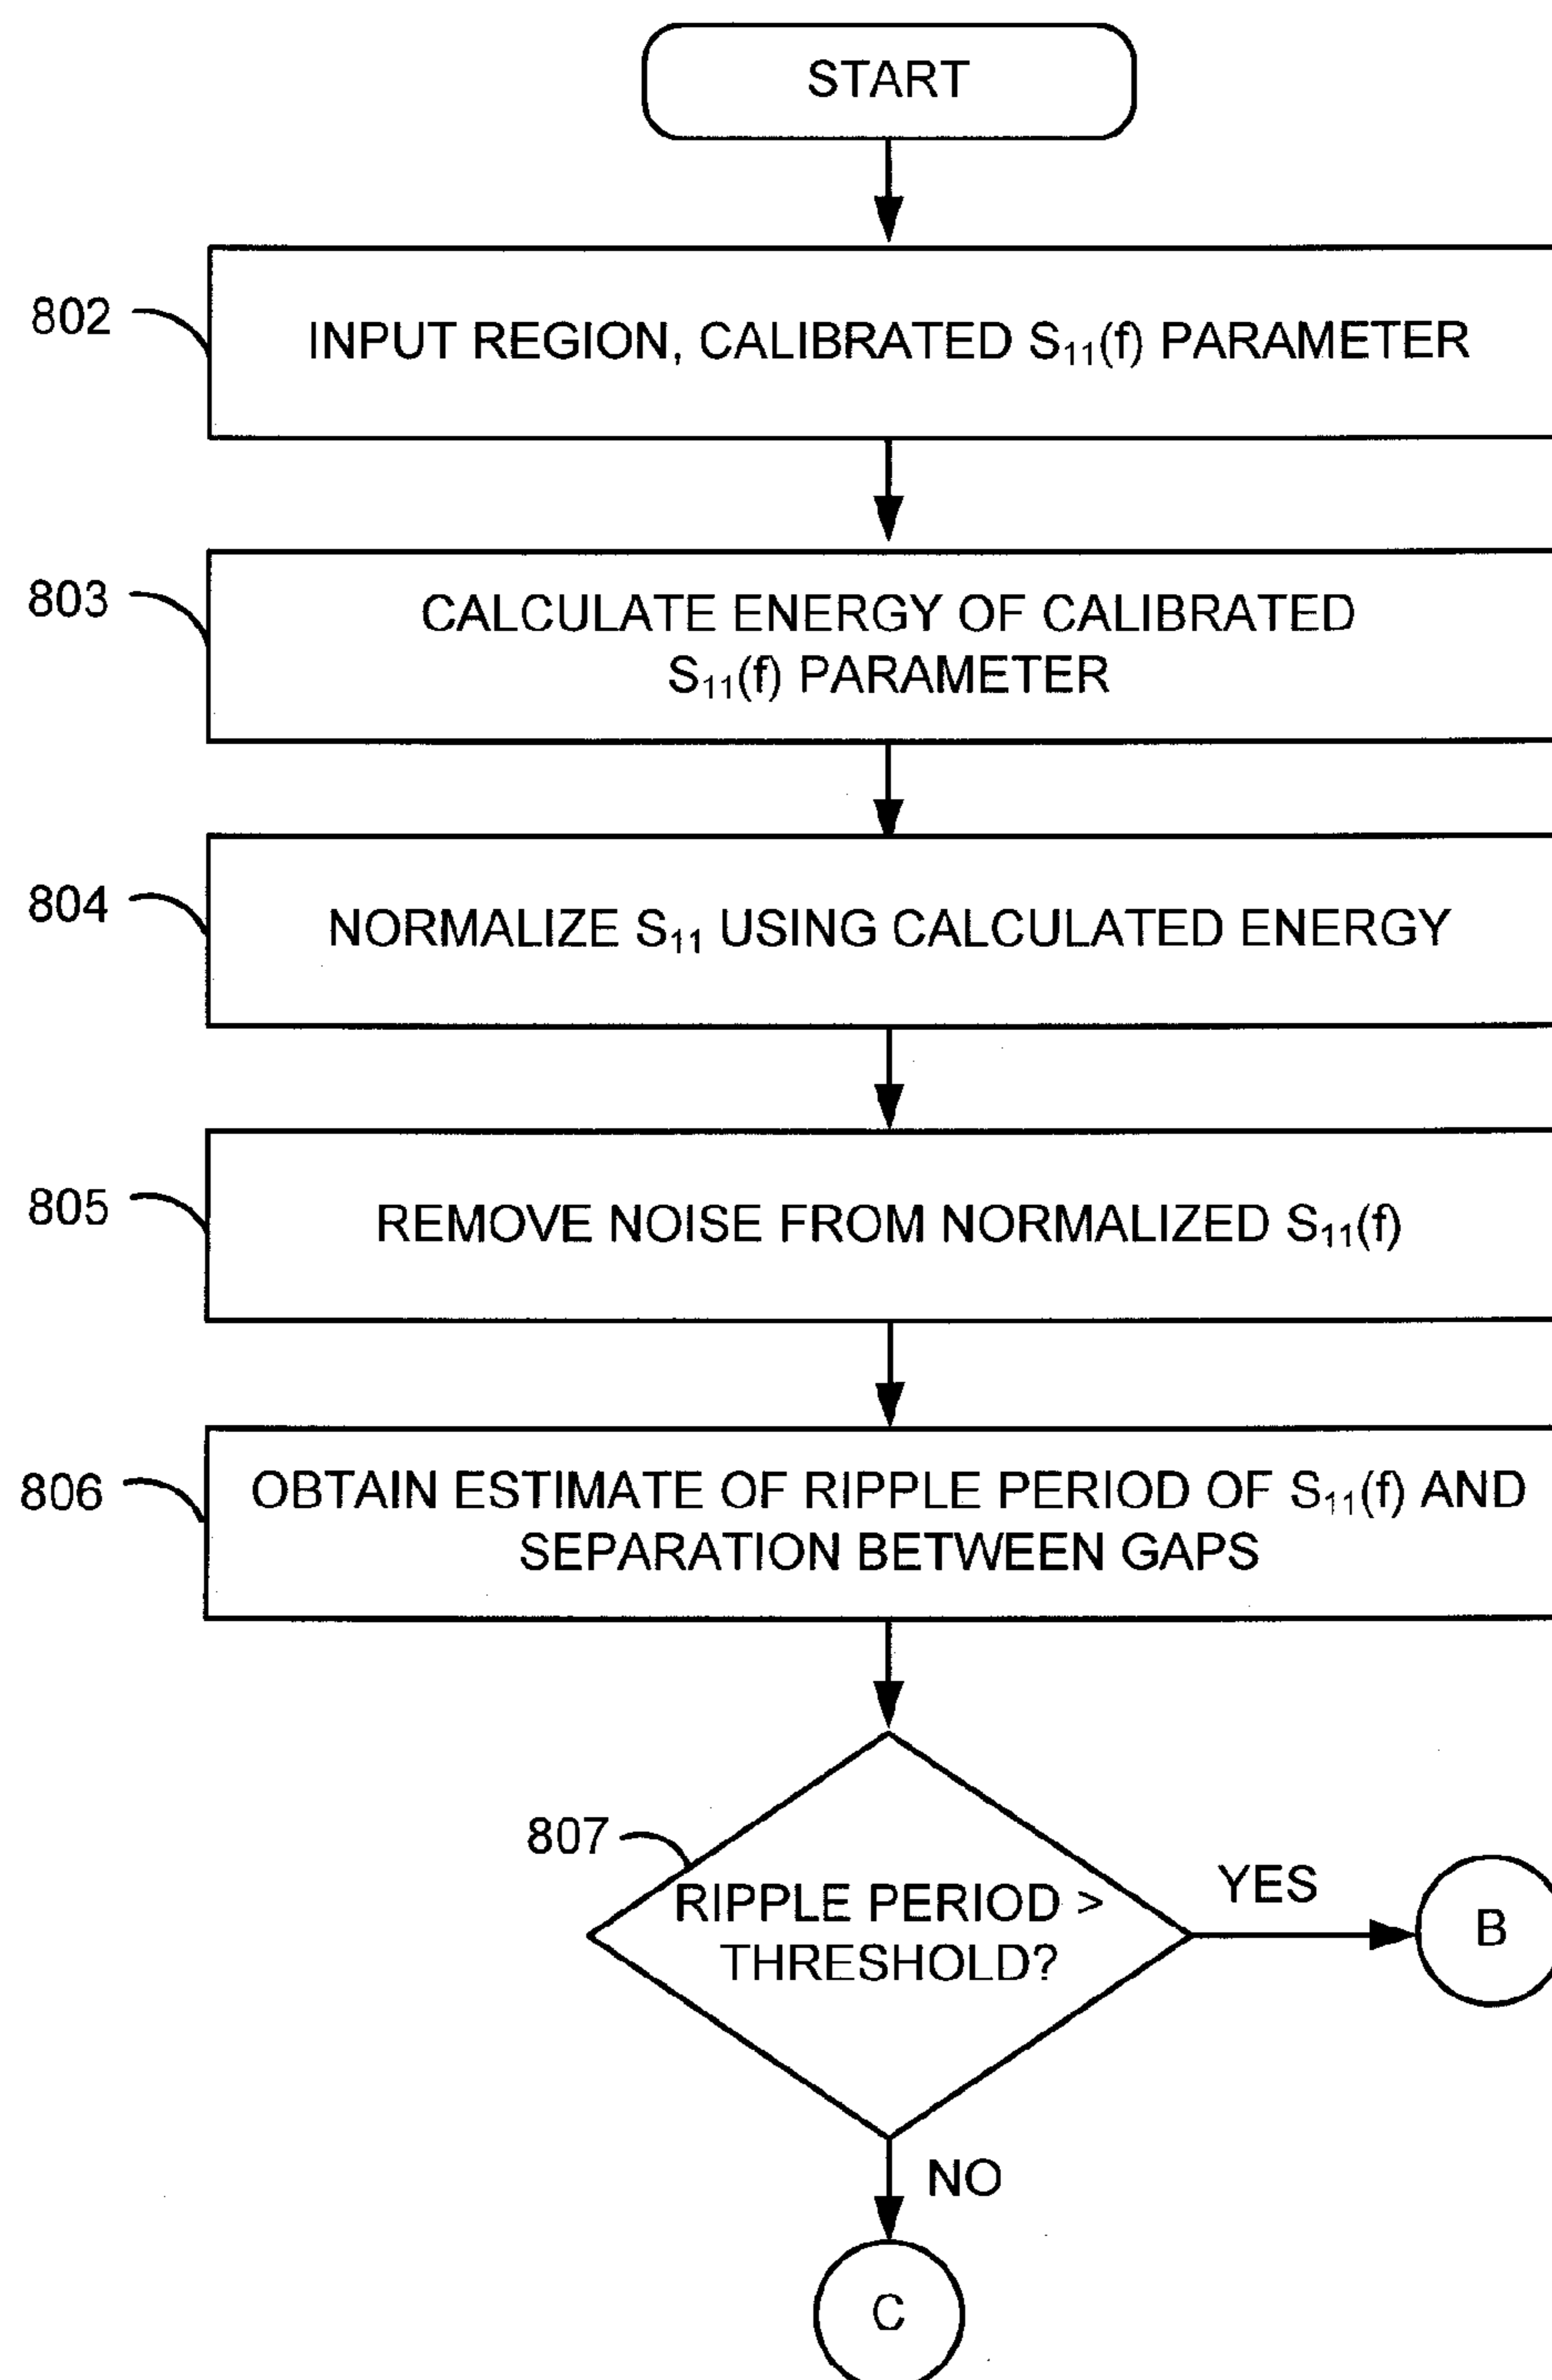 START
802
INPUT REGION, CALIBRATED S₁₁(f) PARAMETER
803
CALCULATE ENERGY OF CALIBRATED
S₁₁(f) PARAMETER
804
NORMALIZE S₁₁ USING CALCULATED ENERGY
805
REMOVE NOISE FROM NORMALIZED S₁₁(f)
806
OBTAIN ESTIMATE OF RIPPLE PERIOD OF S₁₁(f) AND
SEPARATION BETWEEN GAPS
807
RIPPLE PERIOD >
THRESHOLD?
YES
B
NO
C